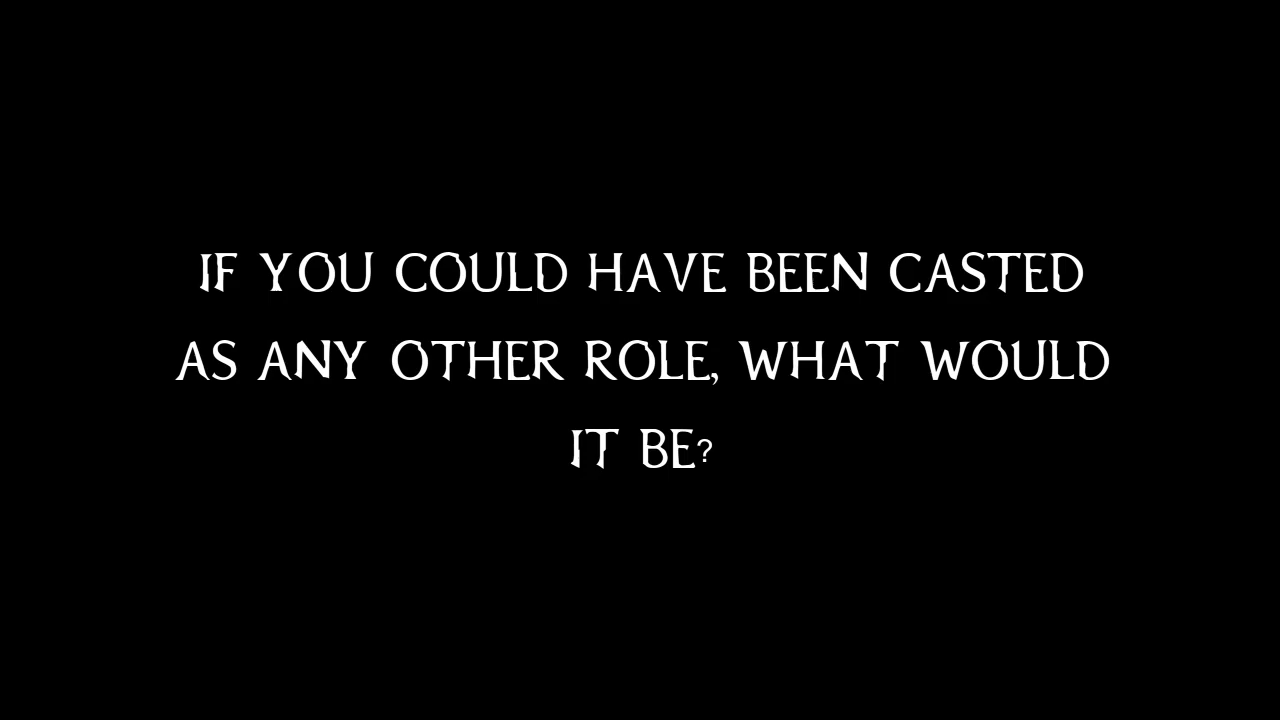 IF YOU COULD HAVE BEEN CASTED
AS ANY OTHER ROLE, WHAT WOULD
IT BE?